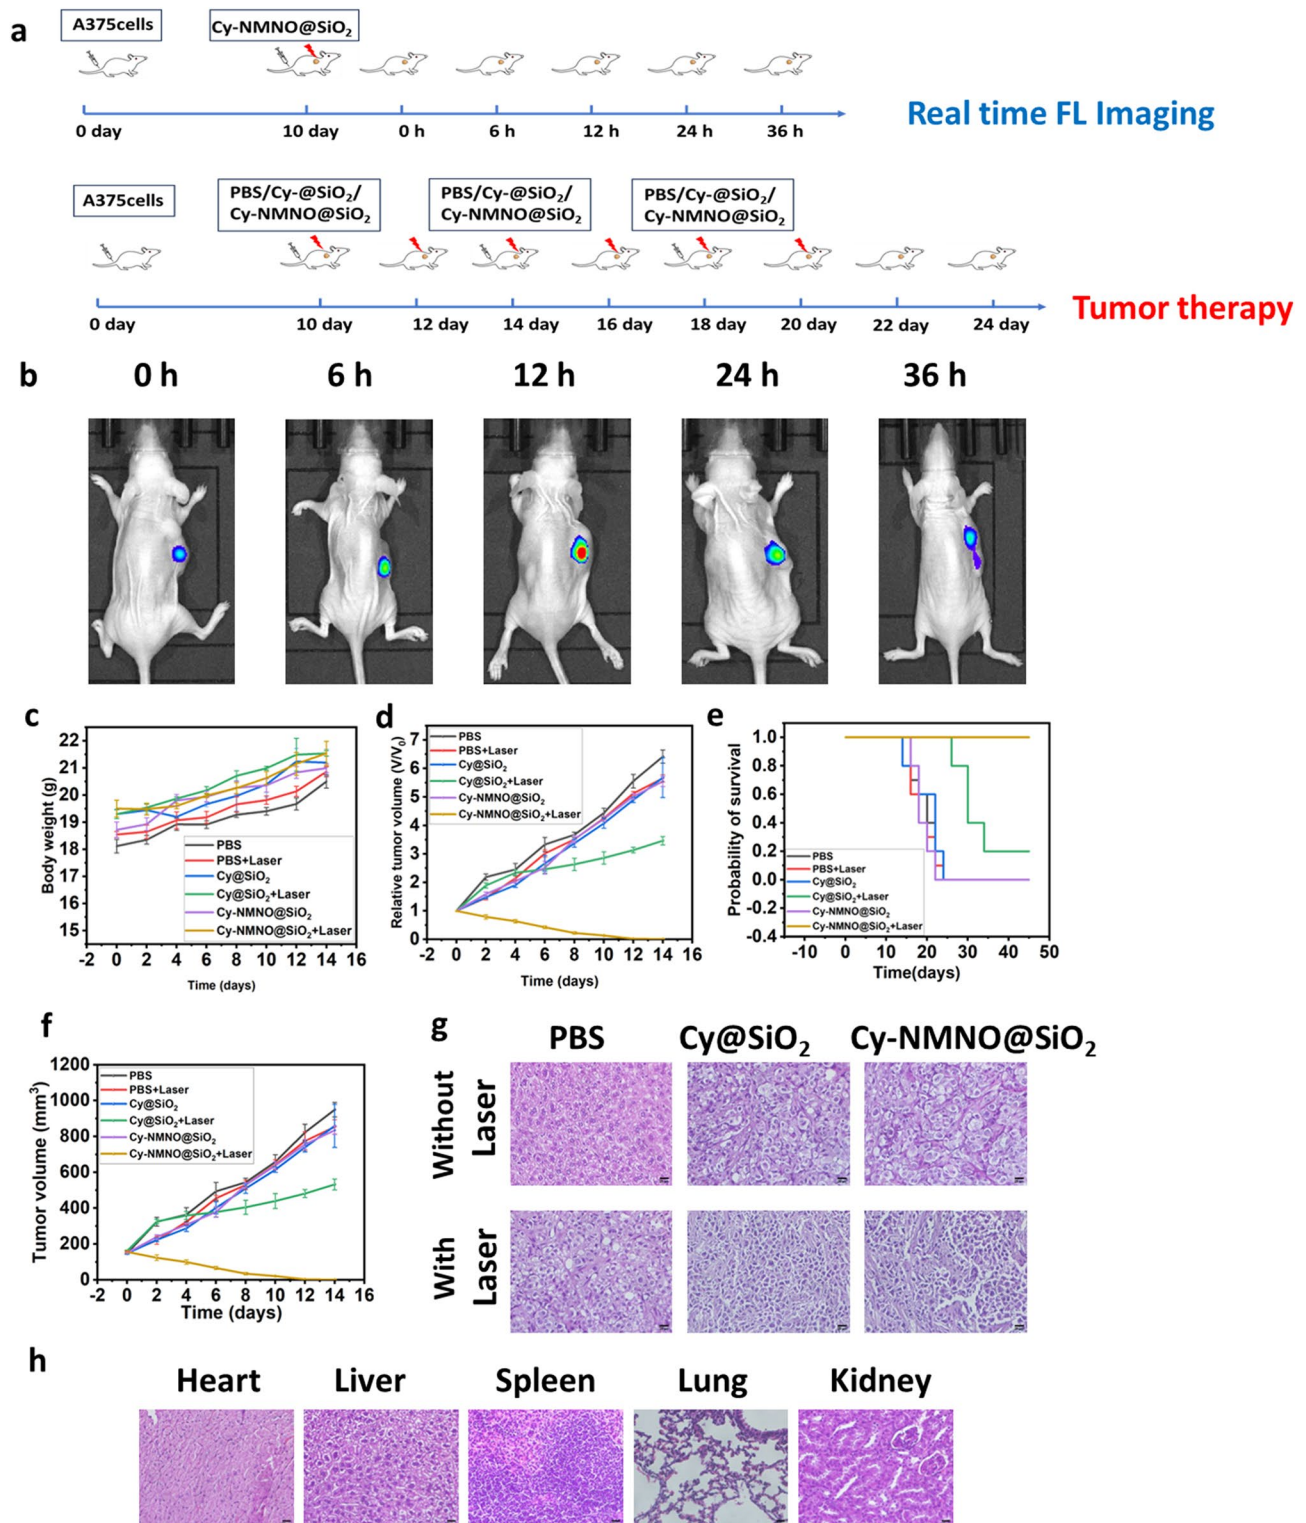 a
A375cells
Cy-NMNO@SiO2
0 day 10 day 0 h 6 h 12 h 24 h 36 h
Real time FL Imaging
A375cells
PBS/Cy-@SiO2/
Cy-NMNO@SiO2
PBS/Cy-@SiO2/
Cy-NMNO@SiO2
PBS/Cy-@SiO2/
Cy-NMNO@SiO2
0 day 10 day 12 day 14 day 16 day 18 day 20 day 22 day 24 day
Tumor therapy
b
0 h 6 h 12 h 24 h 36 h
c
Body weight (g)
22
21
20
19
18
17
16
15
PBS
PBS+Laser
Cy@SiO2
Cy@SiO2+Laser
Cy-NMNO@SiO2
Cy-NMNO@SiO2+Laser
-2 0 2 4 6 8 10 12 14 16
Time (days)
d
Relative tumor volume (V/V0)
7
6
5
4
3
2
1
0
PBS
PBS+Laser
Cy@SiO2
Cy@SiO2+Laser
Cy-NMNO@SiO2
Cy-NMNO@SiO2+Laser
-2 0 2 4 6 8 10 12 14 16
Time (days)
e
Probability of survival
1.0
0.8
0.6
0.4
0.2
0.0
-0.2
-0.4
PBS
PBS+Laser
Cy@SiO2
Cy@SiO2+Laser
Cy-NMNO@SiO2
Cy-NMNO@SiO2+Laser
-10 0 10 20 30 40 50
Time(days)
f
Tumor volume (mm3)
1200
1000
800
600
400
200
0
PBS
PBS+Laser
Cy@SiO2
Cy@SiO2+Laser
Cy-NMNO@SiO2
Cy-NMNO@SiO2+Laser
-2 0 2 4 6 8 10 12 14 16
Time (days)
g
PBS Cy@SiO2 Cy-NMNO@SiO2
Without
Laser
With
Laser
h
Heart Liver Spleen Lung Kidney